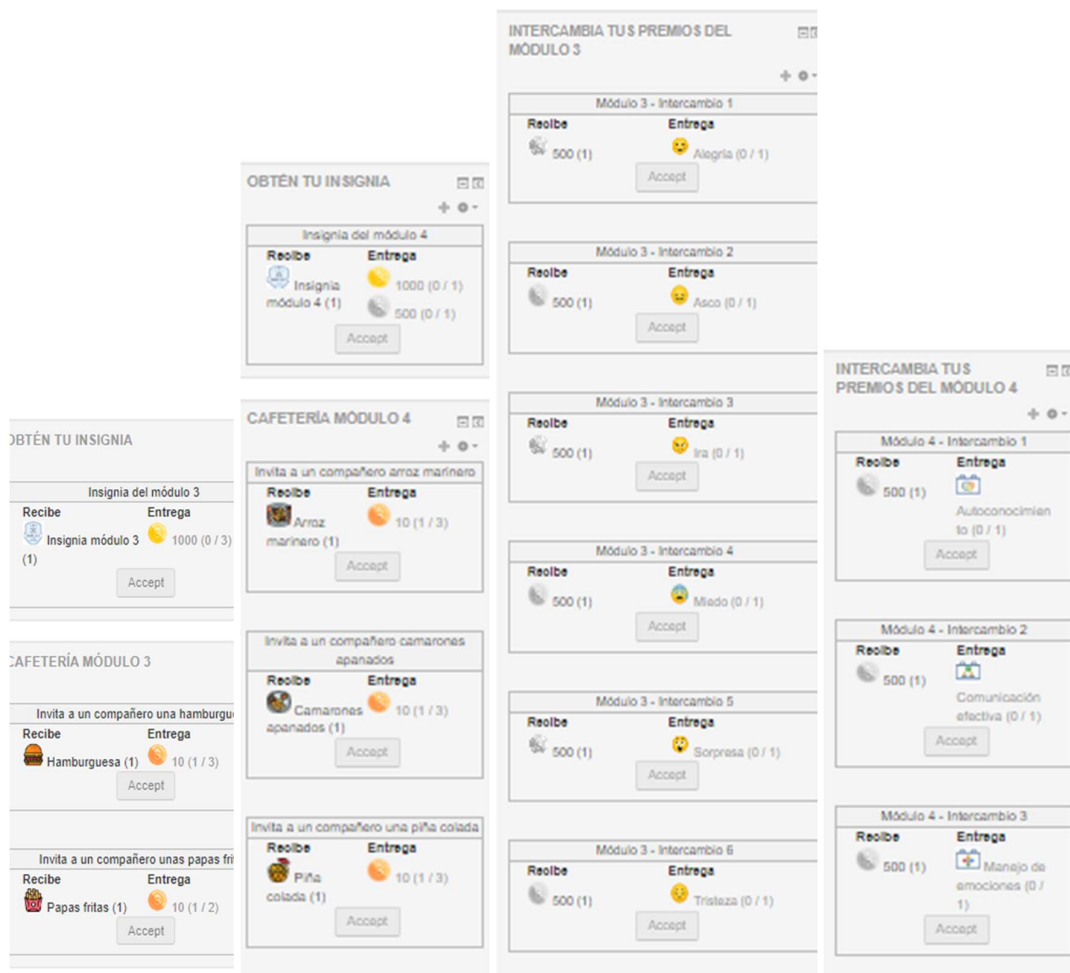 OBTÉN TU INSIGNIA
Insignia del módulo 3
Recibe Entrega
Insignia módulo 3 1000 (0 / 3)
(1)
Accept
CAFETERÍA MÓDULO 3
Invita a un compañero una hamburgu
Recibe Entrega
Hamburguesa (1) 10 (1 / 3)
Accept
Invita a un compañero unas papas fri
Recibe Entrega
Papas fritas (1) 10 (1 / 2)
Accept
OBTÉN TU INSIGNIA
Insignia del módulo 4
Recibe Entrega
Insignia 1000 (0 / 1)
módulo 4 (1) 500 (0 / 1)
Accept
CAFETERÍA MÓDULO 4
Invita a un compañero arroz marinero
Recibe Entrega
Arroz 10 (1 / 3)
marinero (1)
Accept
Invita a un compañero camarones
apanados
Recibe Entrega
Camarones 10 (1 / 3)
apanados (1)
Accept
Invita a un compañero una piña colada
Recibe Entrega
Piña 10 (1 / 3)
colada (1)
Accept
INTERCAMBIA TUS PREMIOS DEL
MÓDULO 3
Módulo 3 - Intercambio 1
Recibe Entrega
500 (1) Alegría (0 / 1)
Accept
Módulo 3 - Intercambio 2
Recibe Entrega
500 (1) Asco (0 / 1)
Accept
Módulo 3 - Intercambio 3
Recibe Entrega
500 (1) Ira (0 / 1)
Accept
Módulo 3 - Intercambio 4
Recibe Entrega
500 (1) Miedo (0 / 1)
Accept
Módulo 3 - Intercambio 5
Recibe Entrega
500 (1) Sorpresa (0 / 1)
Accept
Módulo 3 - Intercambio 6
Recibe Entrega
500 (1) Tristeza (0 / 1)
Accept
INTERCAMBIA TUS
PREMIOS DEL MÓDULO 4
Módulo 4 - Intercambio 1
Recibe Entrega
500 (1)
Autoconocimien
to (0 / 1)
Accept
Módulo 4 - Intercambio 2
Recibe Entrega
500 (1)
Comunicación
efectiva (0 / 1)
Accept
Módulo 4 - Intercambio 3
Recibe Entrega
500 (1) Manejo de
emociones (0 /
1)
Accept